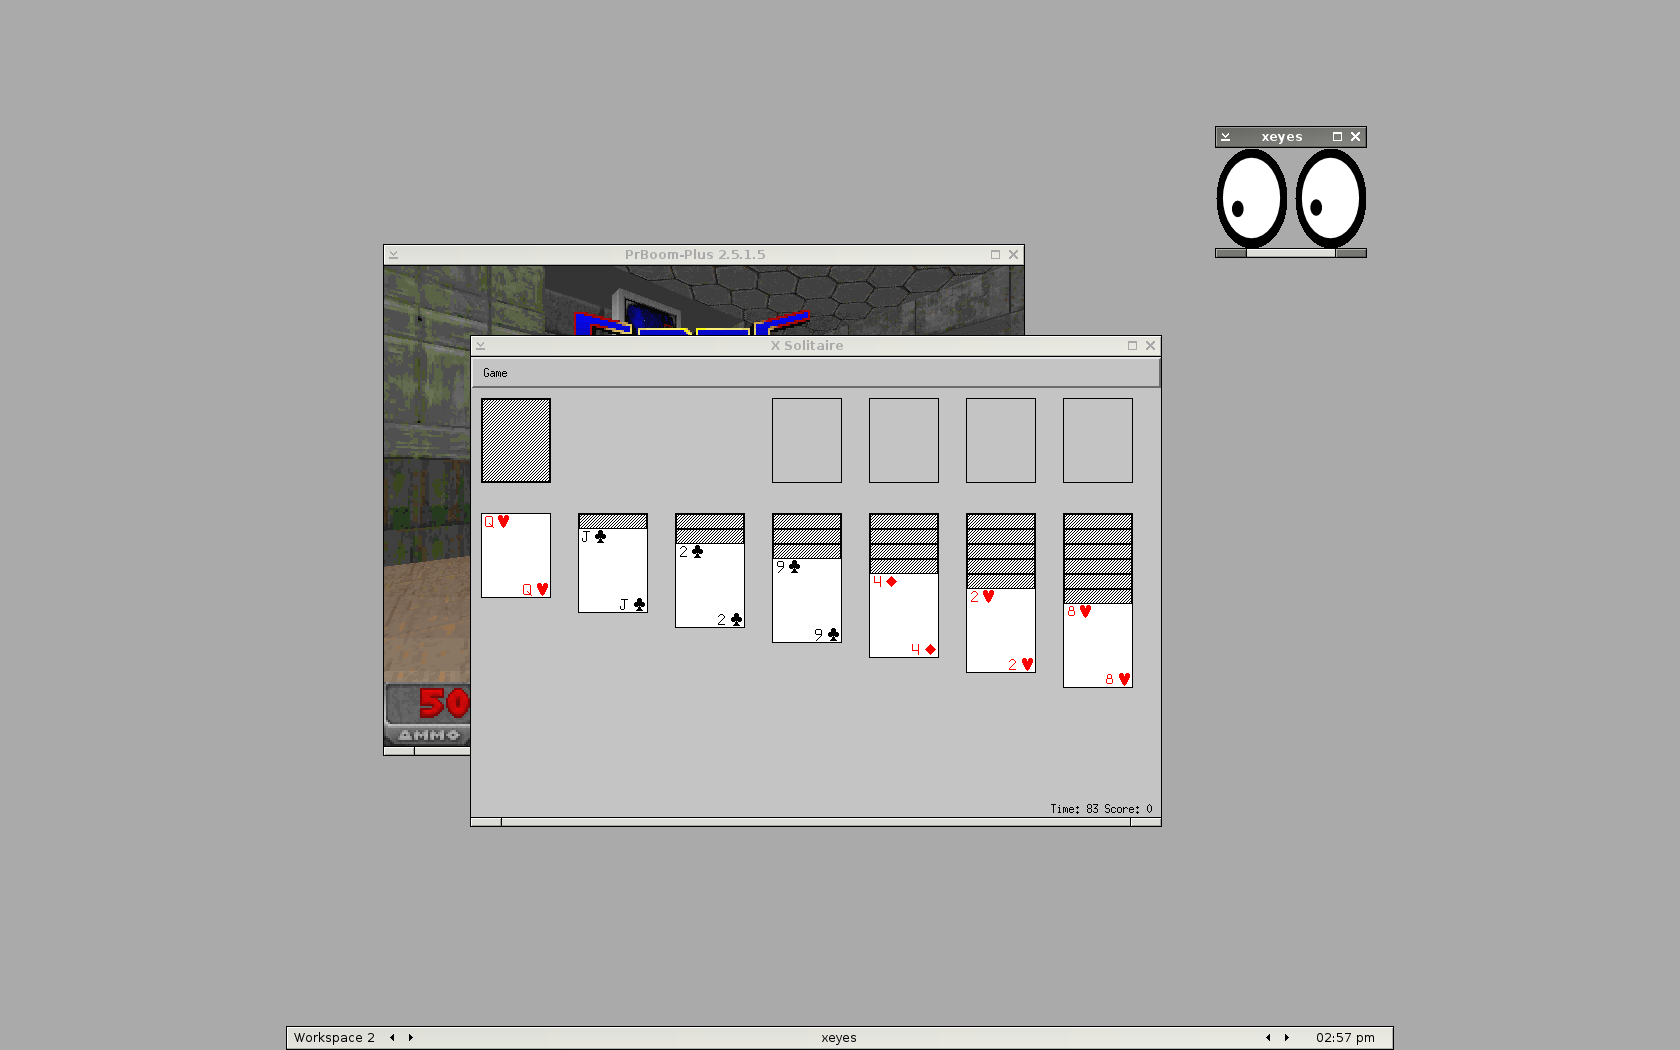 xeyes
PrBoom-Plus 2.5.1.5
X Solitaire
Game
Q
Q
J
J
2
2
9
9
4
4
2
2
8
8
50
AMMO
Time: 83 Score: 0
Workspace 2
xeyes
02:57 pm